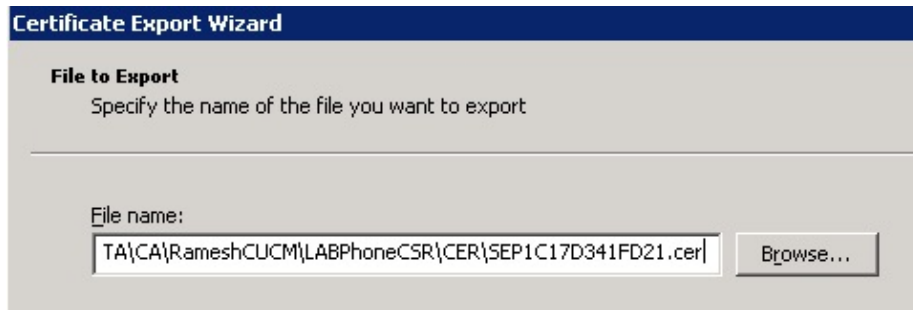 Certificate Export Wizard
File to Export
Specify the name of the file you want to export
File name:
TA\CA\RameshCUCM\LABPhoneCSR\CER\SEP1C17D341FD21.cer
Browse...